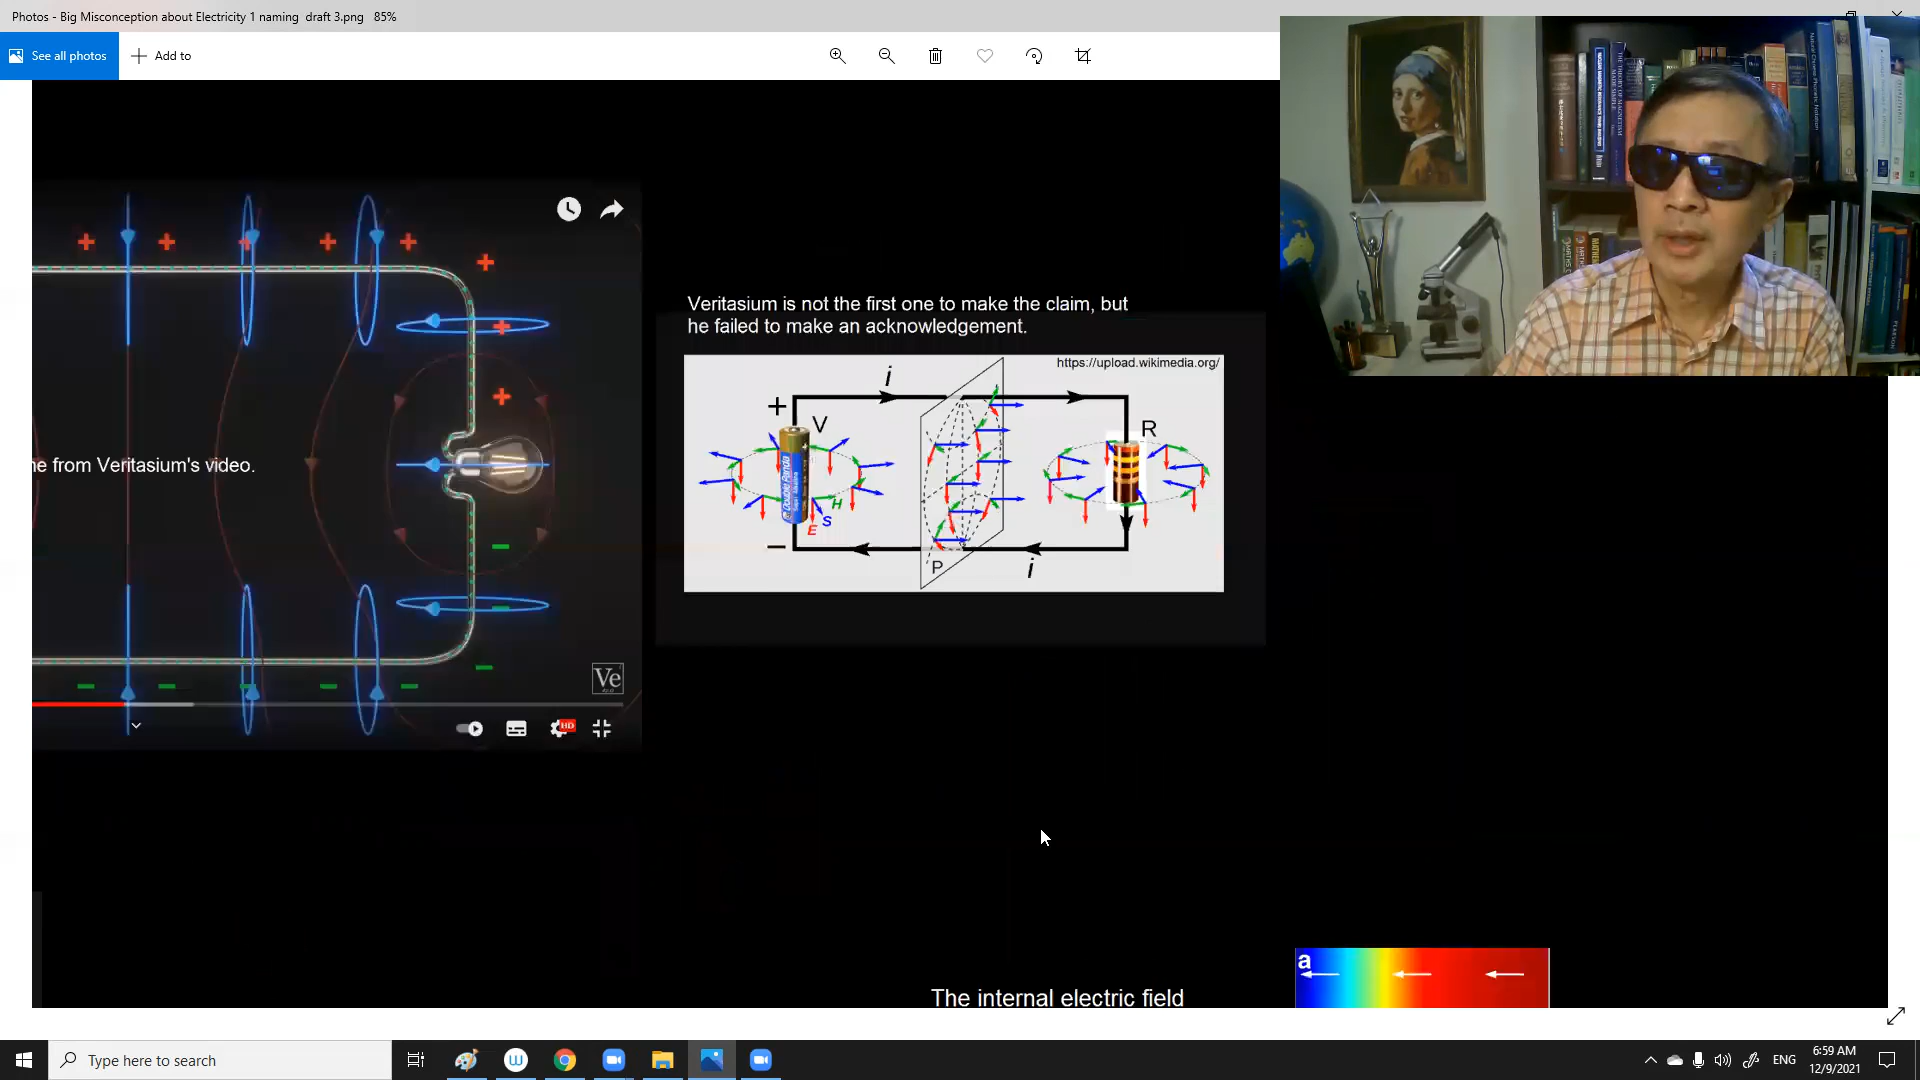 Photos - Big Misconception about Electricity 1 naming  draft 3.png   85%
See all photos
Add to
Veritasium is not the first one to make the claim, but
he failed to make an acknowledgement.
https://upload.wikimedia.org/
i
+
V
R
H
S
E
−
P
i
+ + + + +
+
+
+
e from Veritasium's video.
Ve
HD
a
The internal electric field
Type here to search
ENG
6:59 AM
12/9/2021